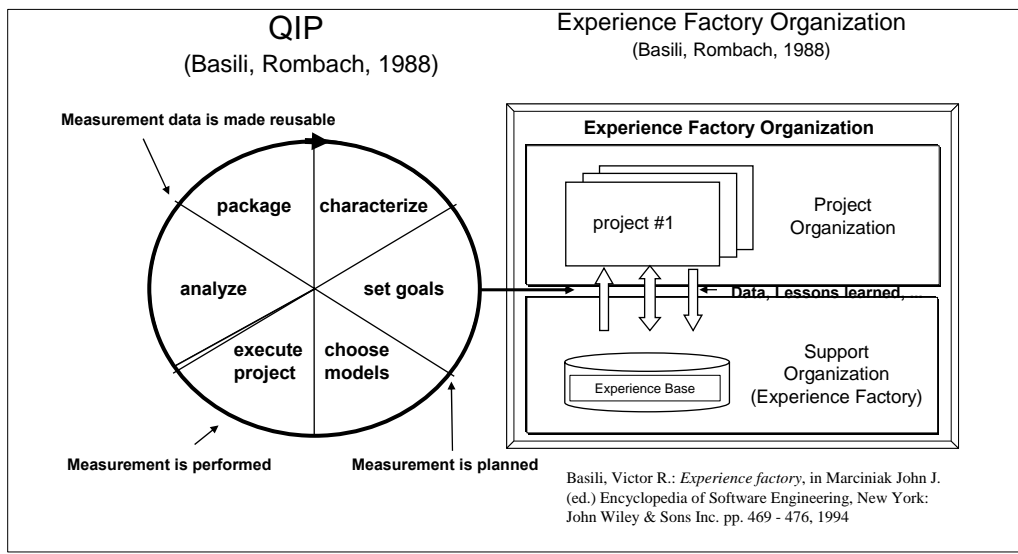 QIP
(Basili, Rombach, 1988)
Experience Factory Organization
(Basili, Rombach, 1988)
Measurement data is made reusable
package
characterize
analyze
set goals
execute
project
choose
models
Measurement is performed
Measurement is planned
Experience Factory Organization
project #1
Project
Organization
Data, Lessons learned, ...
Experience Base
Support
Organization
(Experience Factory)
Basili, Victor R.: Experience factory, in Marciniak John J.
(ed.) Encyclopedia of Software Engineering, New York:
John Wiley & Sons Inc. pp. 469 - 476, 1994